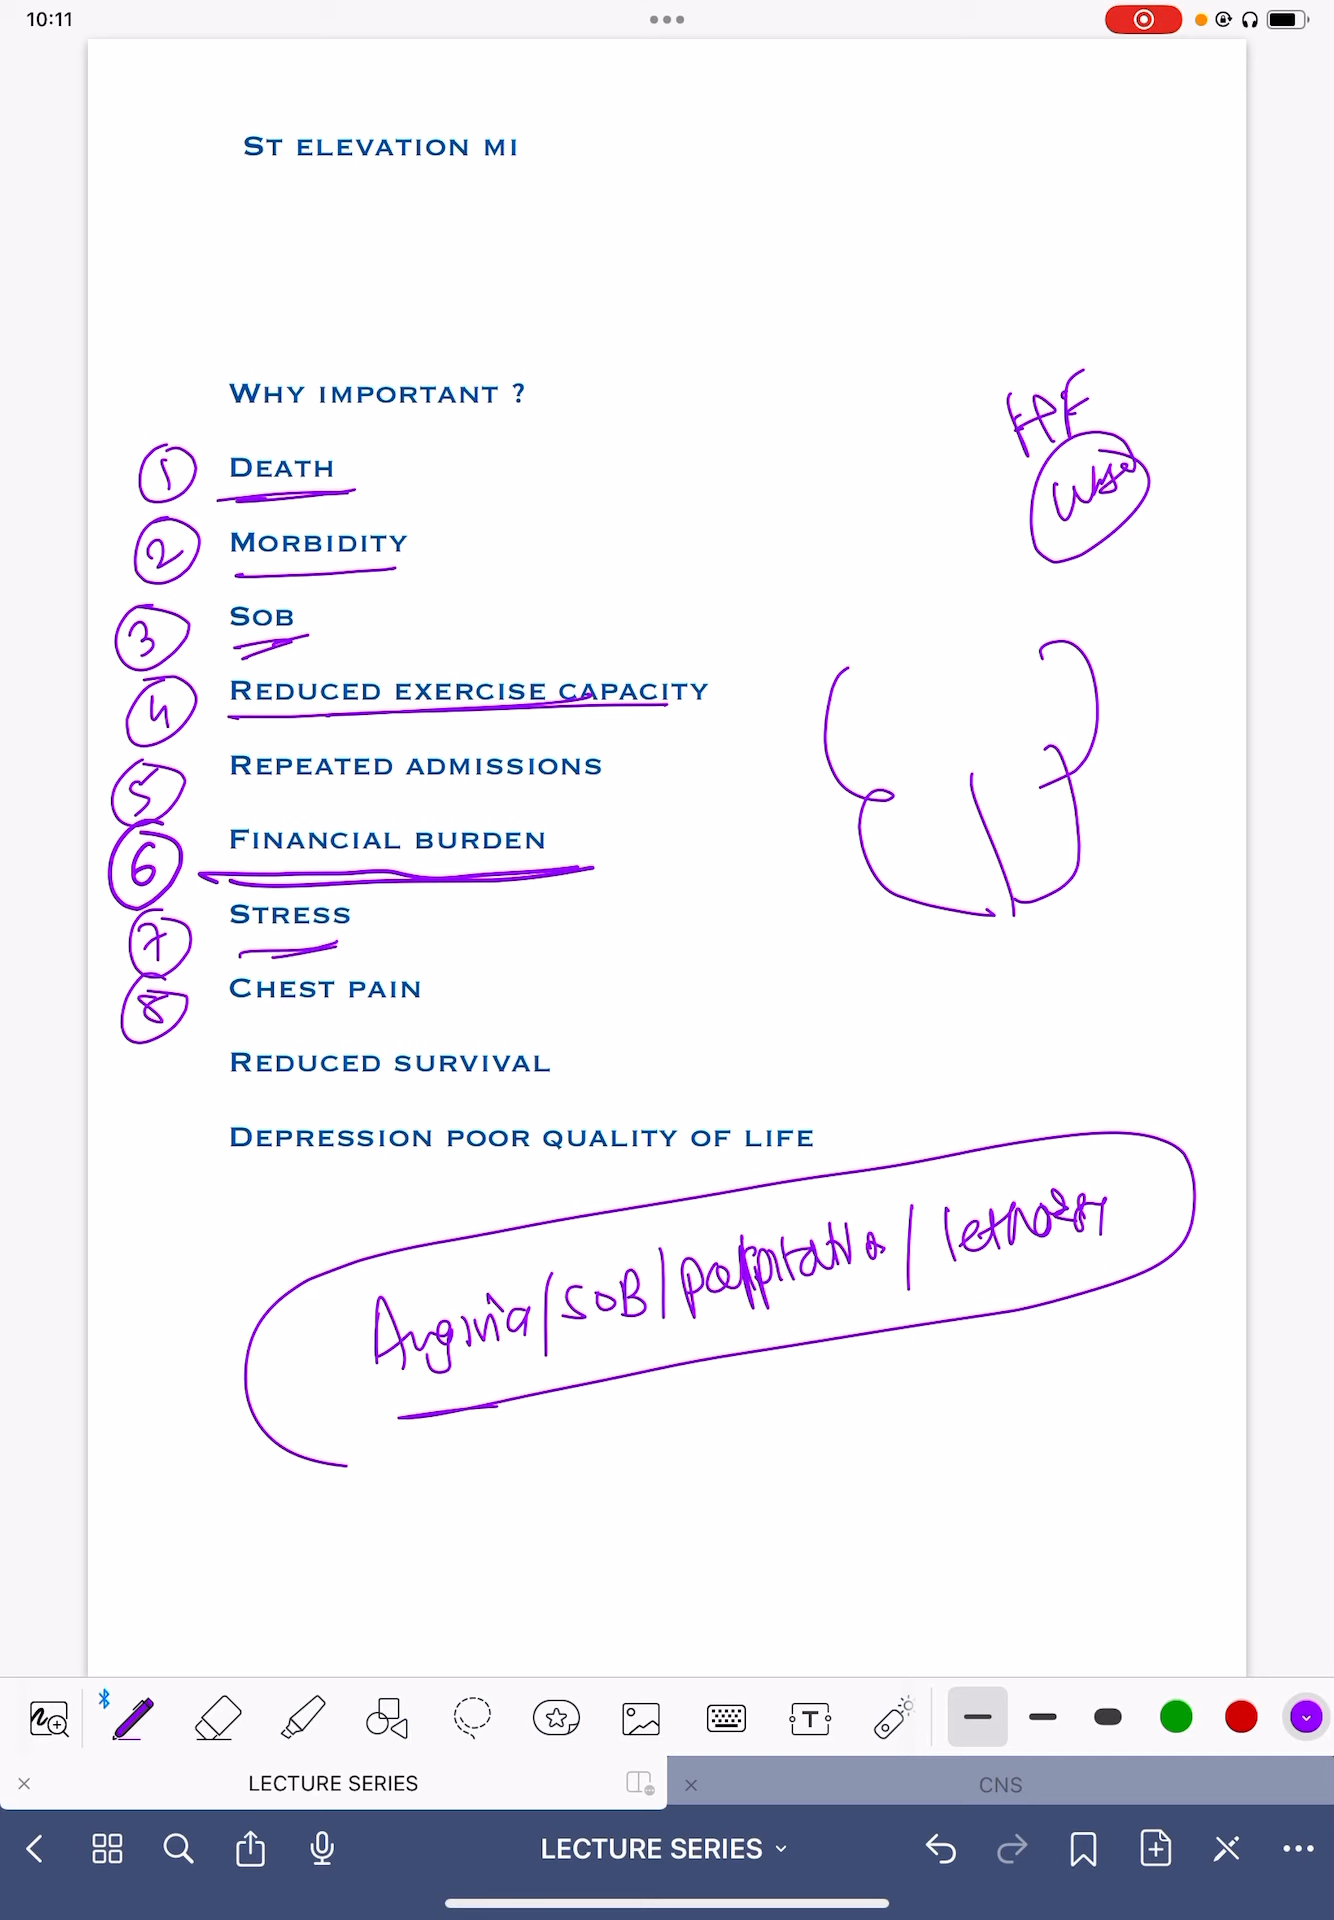 10:11
ST ELEVATION MI
WHY IMPORTANT ?
1 DEATH
2 MORBIDITY
3 SOB
4 REDUCED EXERCISE CAPACITY
5 REPEATED ADMISSIONS
6 FINANCIAL BURDEN
7 STRESS
8 CHEST PAIN
REDUCED SURVIVAL
DEPRESSION POOR QUALITY OF LIFE
Angina/SOB/
LECTURE SERIES
CNS
LECTURE SERIES